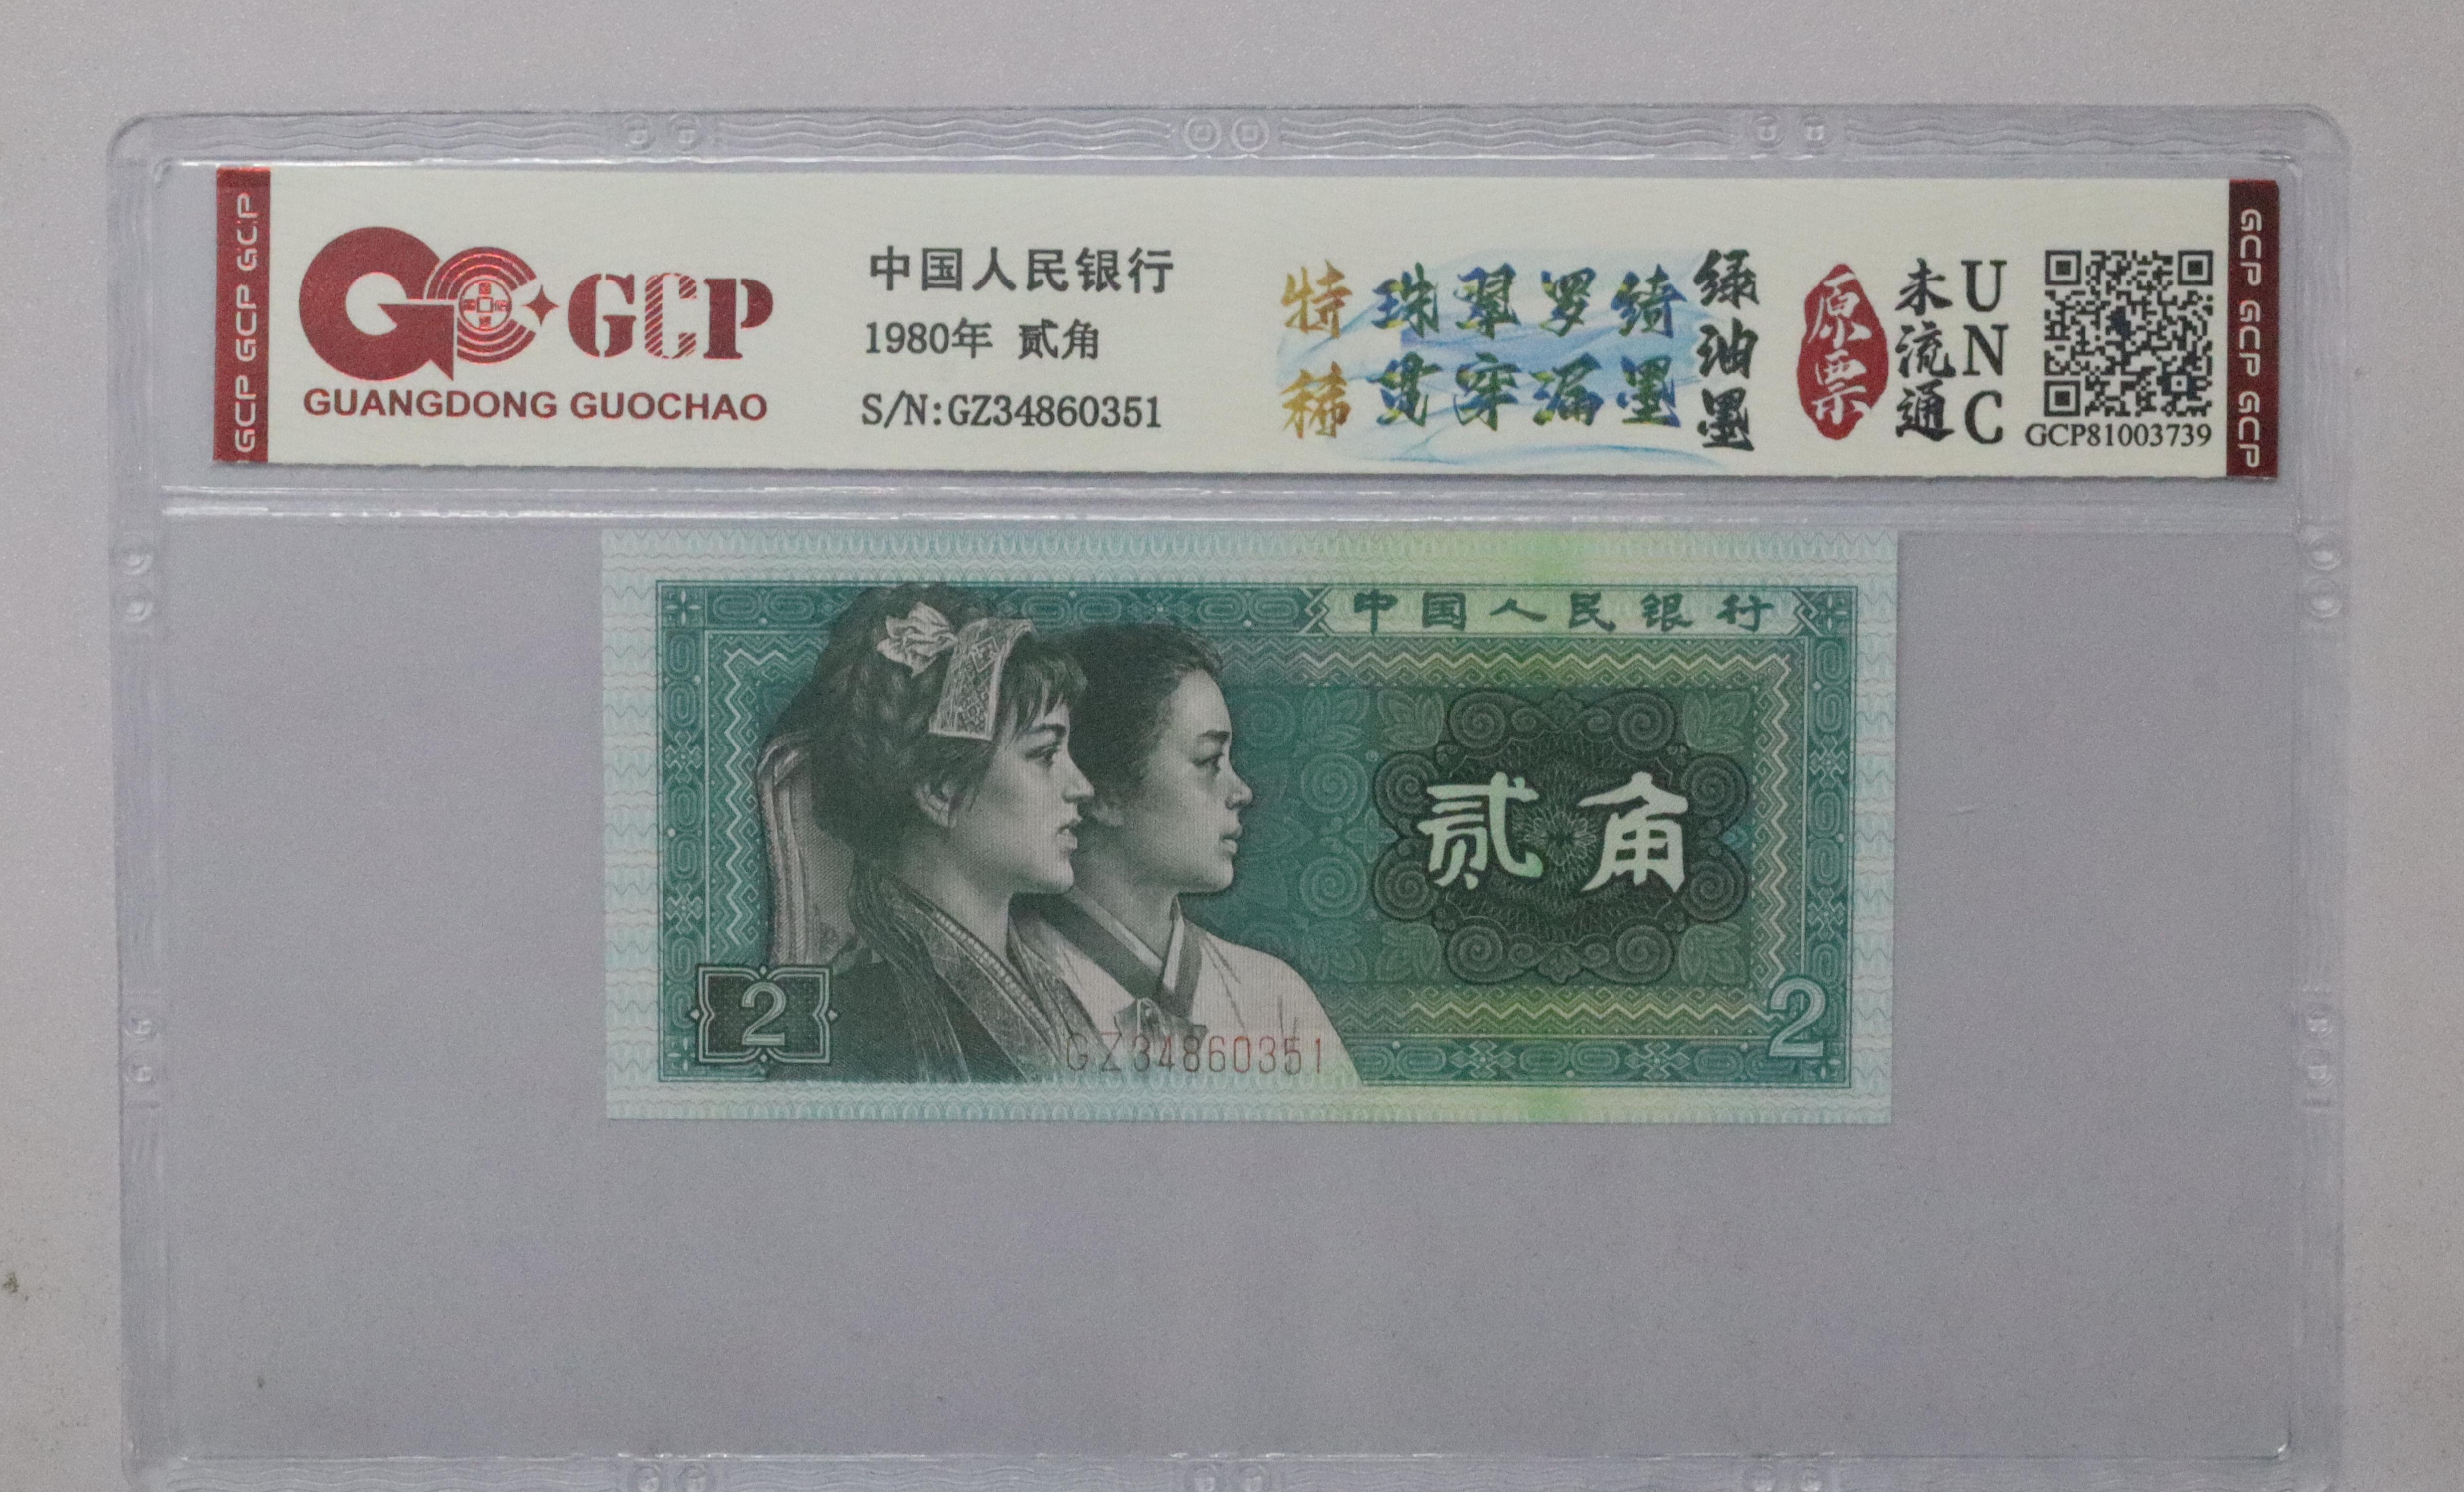 GCP GCP GCP
GCP
GUANGDONG GUOCHAO
中国人民银行
1980年 贰角
S/N:GZ34860351
特稀
珠翠罗绮
贯穿漏墨
绿油墨
原票
未流通
UNC
GCP81003739
GCP GCP GCP
中国人民银行
贰角
2
2
GZ34860351